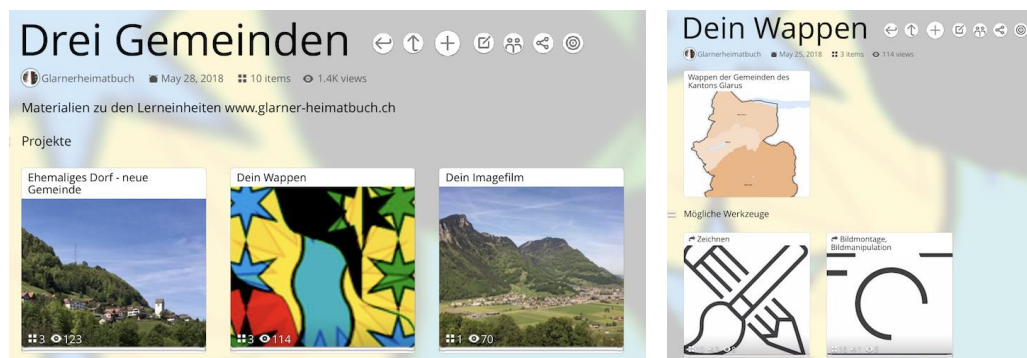 Drei Gemeinden
Glarnerheimatbuch May 28, 2018 10 items 1.4K views
Materialien zu den Lerneinheiten www.glarner-heimatbuch.ch
Projekte
Ehemaliges Dorf - neue
Gemeinde
3 123
Dein Wappen
3 114
Dein Imagefilm
1 70
Dein Wappen
Glarnerheimatbuch May 25, 2018 3 items 114 views
Wappen der Gemeinden des
Kantons Glarus
Mögliche Werkzeuge
Zeichnen
Bildmontage,
Bildmanipulation